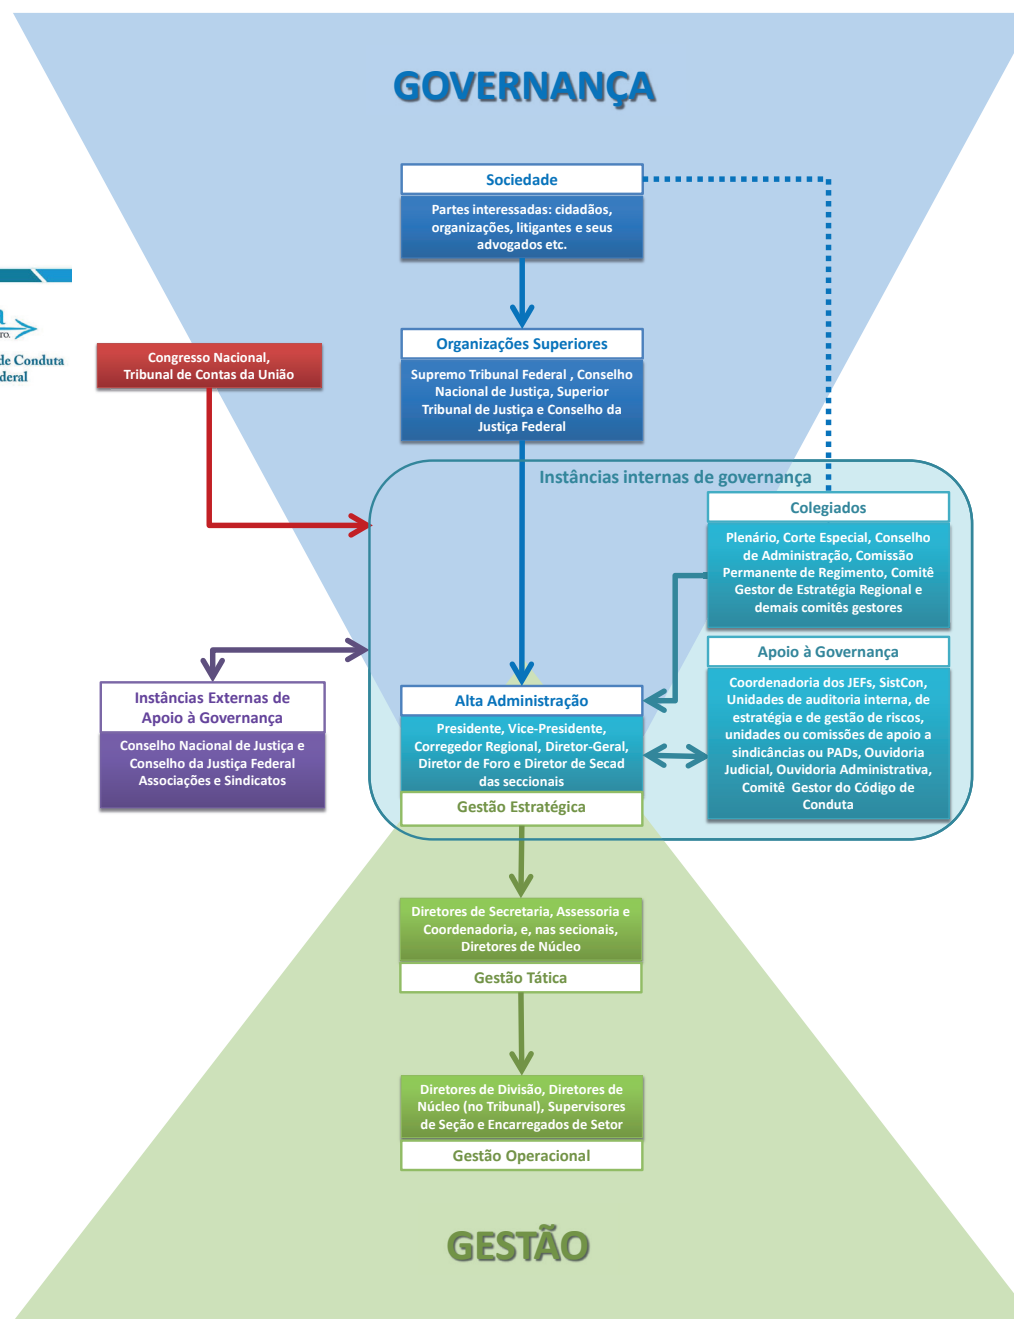 GOVERNANÇA
Sociedade
Partes interessadas: cidadãos,
organizações, litigantes e seus
advogados etc.
TO.
de Conduta
deral
Congresso Nacional,
Tribunal de Contas da União
Organizações Superiores
Supremo Tribunal Federal , Conselho
Nacional de Justiça, Superior
Tribunal de Justiça e Conselho da
Justiça Federal
Instâncias internas de governança
Colegiados
Plenário, Corte Especial, Conselho
de Administração, Comissão
Permanente de Regimento, Comitê
Gestor de Estratégia Regional e
demais comitês gestores
Apoio à Governança
Coordenadoria dos JEFs, SistCon,
Unidades de auditoria interna, de
estratégia e de gestão de riscos,
unidades ou comissões de apoio a
sindicâncias ou PADs, Ouvidoria
Judicial, Ouvidoria Administrativa,
Comitê Gestor do Código de
Conduta
Instâncias Externas de
Apoio à Governança
Conselho Nacional de Justiça e
Conselho da Justiça Federal
Associações e Sindicatos
Alta Administração
Presidente, Vice-Presidente,
Corregedor Regional, Diretor-Geral,
Diretor de Foro e Diretor de Secad
das seccionais
Gestão Estratégica
Diretores de Secretaria, Assessoria e
Coordenadoria, e, nas secionais,
Diretores de Núcleo
Gestão Tática
Diretores de Divisão, Diretores de
Núcleo (no Tribunal), Supervisores
de Seção e Encarregados de Setor
Gestão Operacional
GESTÃO